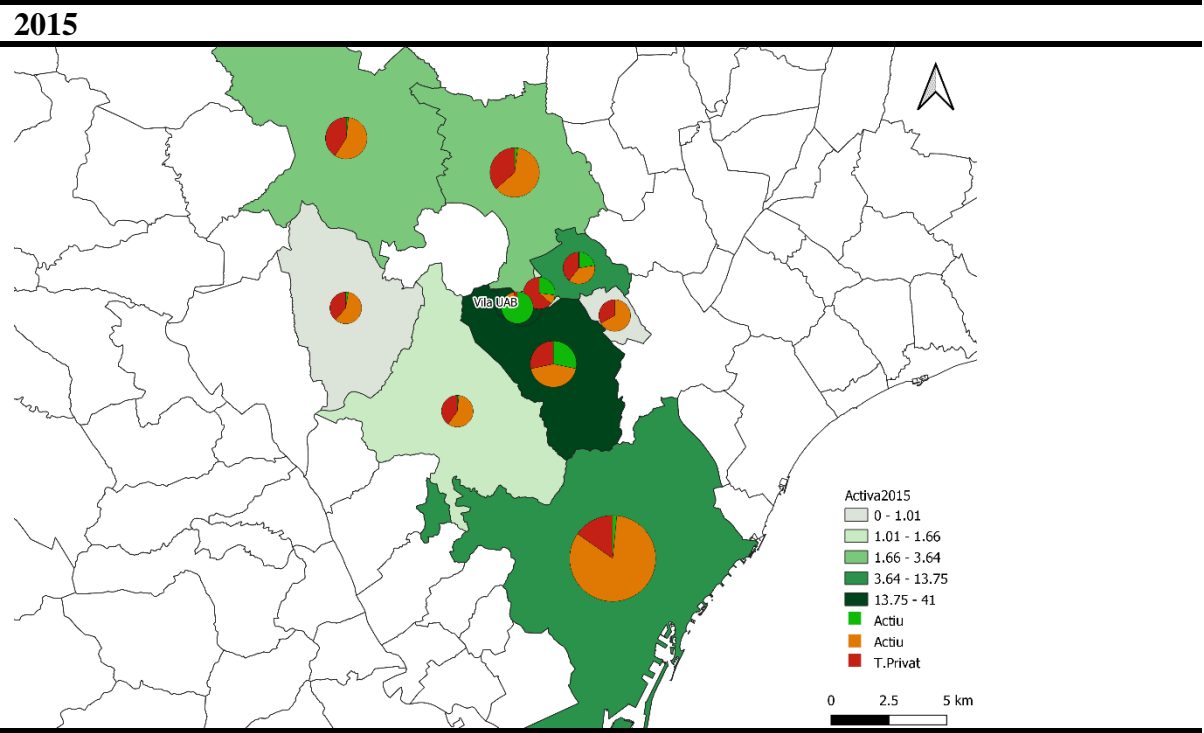 2015
Vila UAB
Activa2015
0 - 1.01
1.01 - 1.66
1.66 - 3.64
3.64 - 13.75
13.75 - 41
Actiu
Actiu
T.Privat
0 2.5 5 km